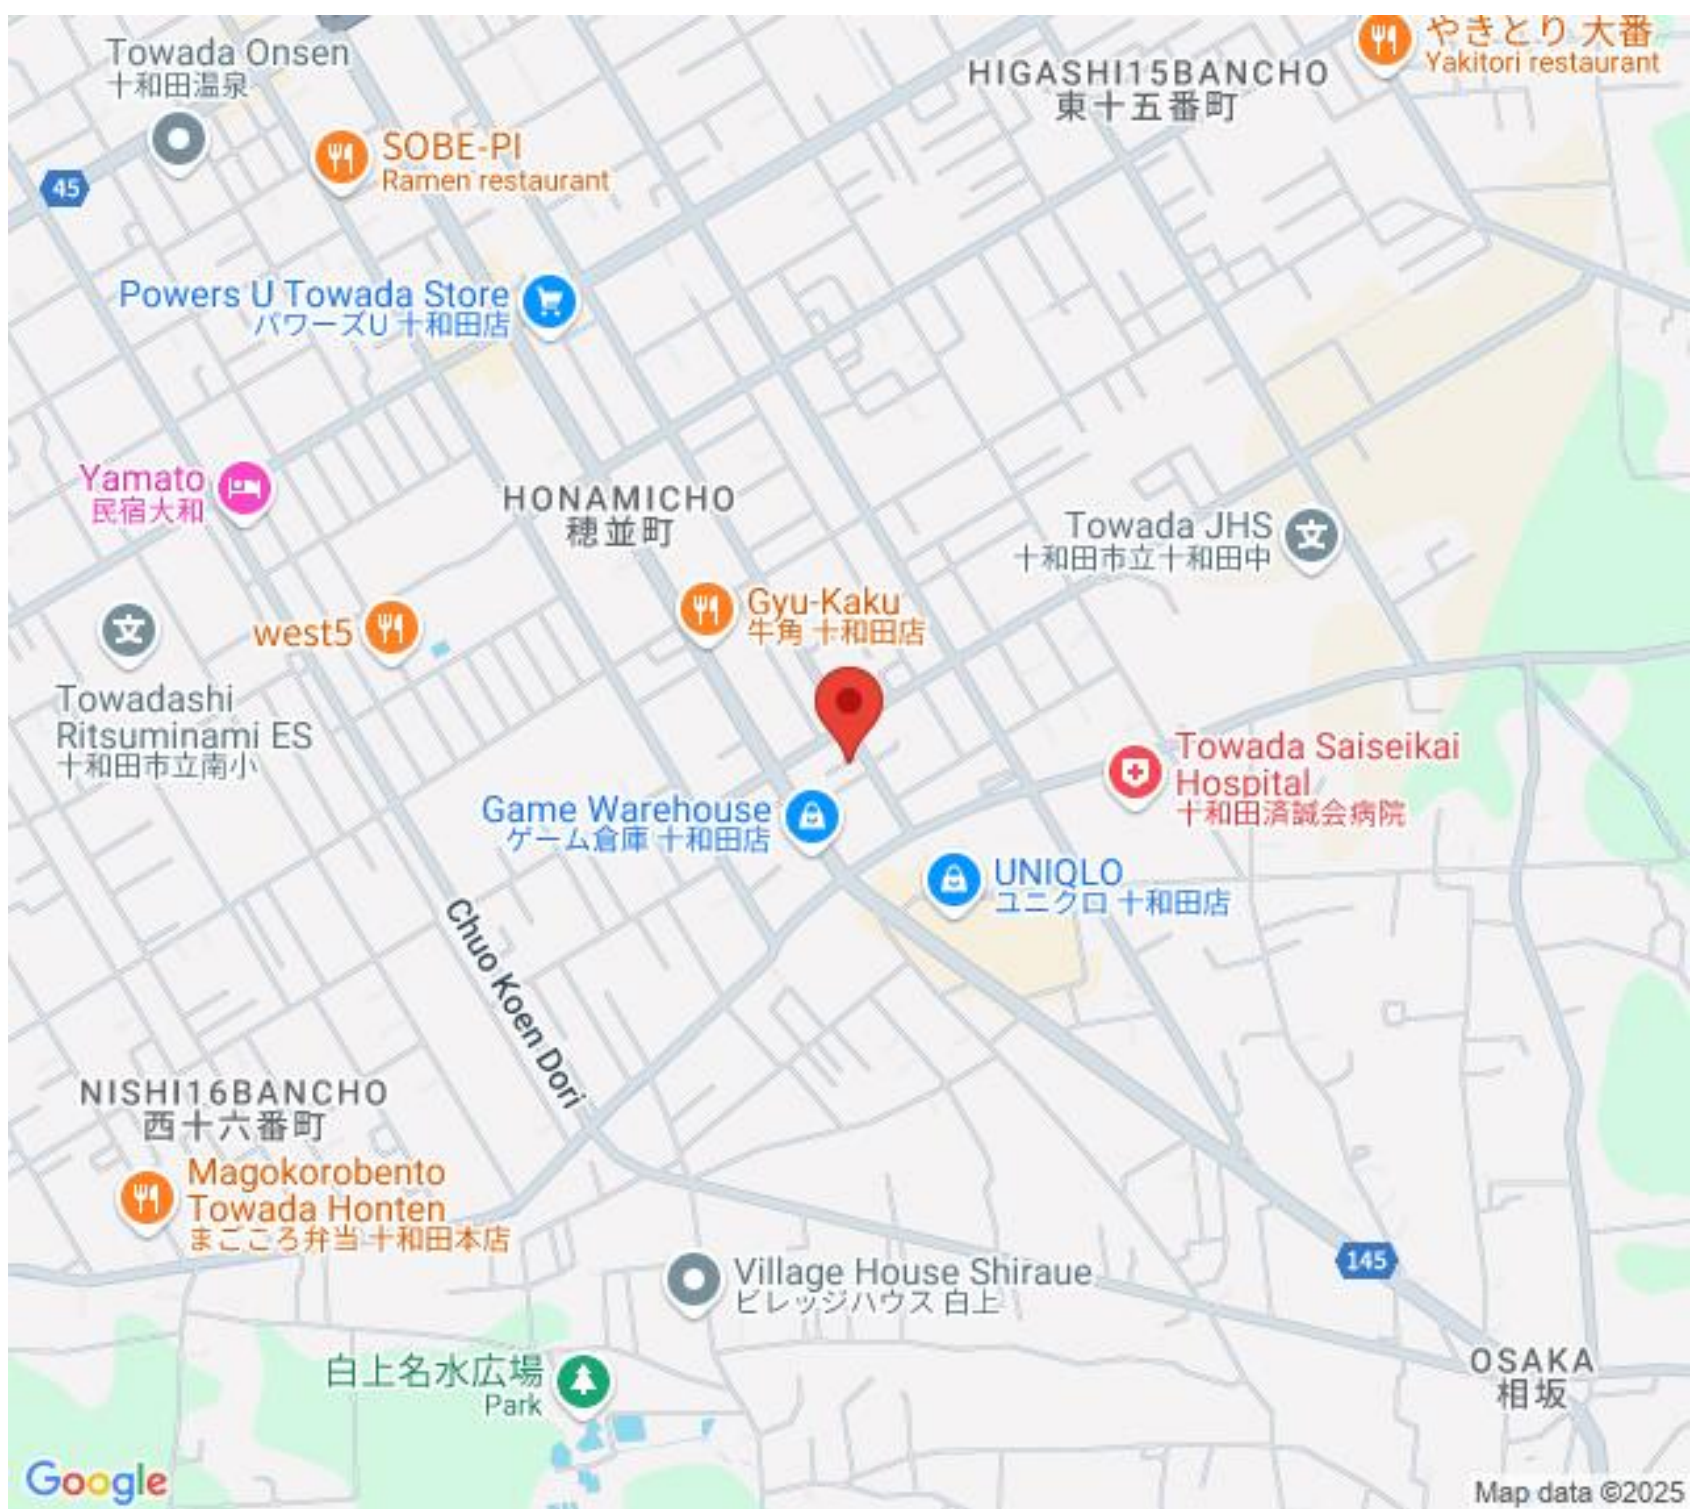 やきとり 大番
Yakitori restaurant
Towada Onsen
十和田温泉
HIGASHI15BANCHO
東十五番町
SOBE-PI
Ramen restaurant
45
Powers U Towada Store
パワーズU 十和田店
Yamato
民宿大和
HONAMICHO
穂並町
Towada JHS
十和田市立十和田中
文
Gyu-Kaku
牛角 十和田店
west5
文
Towadashi
Ritsuminami ES
十和田市立南小
Towada Saiseikai
Hospital
十和田済誠会病院
Game Warehouse
ゲーム倉庫 十和田店
UNIQLO
ユニクロ 十和田店
Chuo Koen Dori
NISHI16BANCHO
西十六番町
Magokorobento
Towada Honten
まごころ弁当 十和田本店
145
Village House Shiraue
ビレッジハウス 白上
OSAKA
相坂
白上名水広場
Park
Google
Map data ©2025